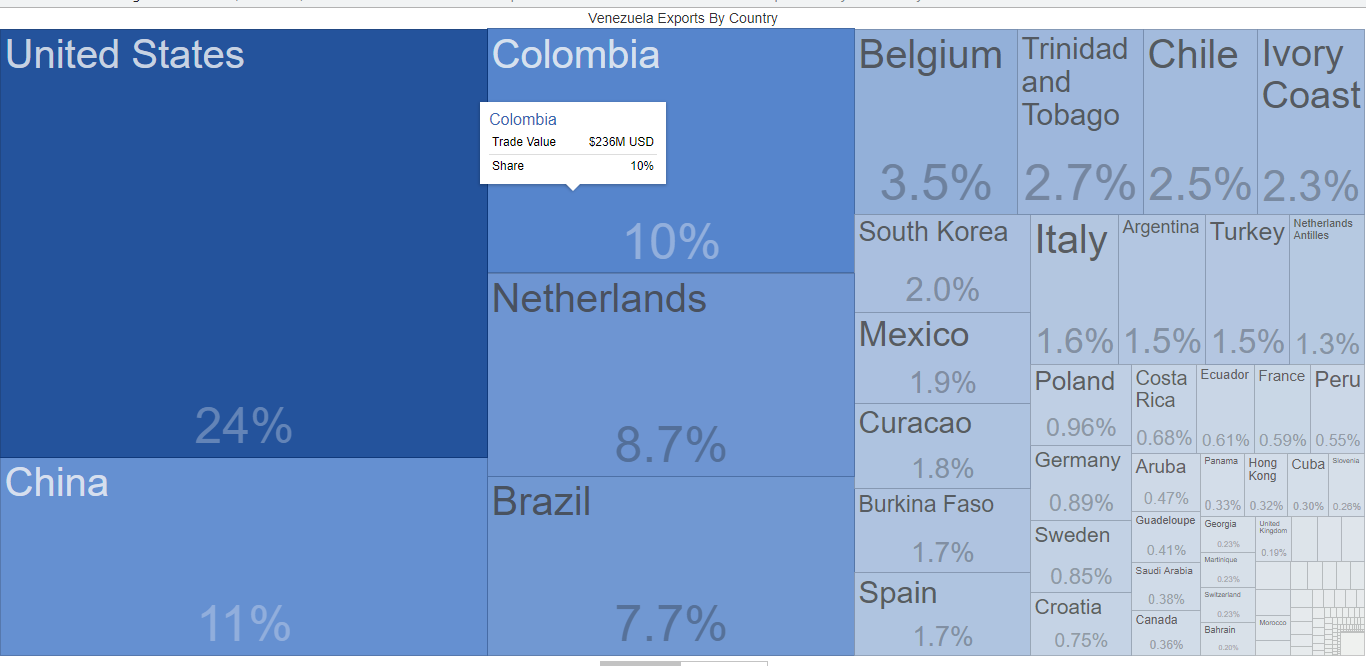 Venezuela Exports By Country
United States
24%
China
11%
Colombia
10%
Colombia
Trade Value $236M USD
Share 10%
Netherlands
8.7%
Brazil
7.7%
Belgium
3.5%
Trinidad
and
Tobago
2.7%
Chile
2.5%
Ivory
Coast
2.3%
South Korea
2.0%
Mexico
1.9%
Curacao
1.8%
Burkina Faso
1.7%
Spain
1.7%
Italy
1.6%
Argentina
1.5%
Turkey
1.5%
Netherlands
Antilles
1.3%
Poland
0.96%
Germany
0.89%
Sweden
0.85%
Croatia
0.75%
Costa
Rica
0.68%
Ecuador
0.61%
France
0.59%
Peru
0.55%
Aruba
0.47%
Guadeloupe
0.41%
Saudi Arabia
0.38%
Canada
0.36%
Panama
0.33%
Hong
Kong
0.32%
Cuba
0.30%
Slovenia
0.26%
Georgia
0.23%
Martinique
0.23%
Switzerland
0.23%
Bahrain
0.20%
United
Kingdom
0.19%
Morocco